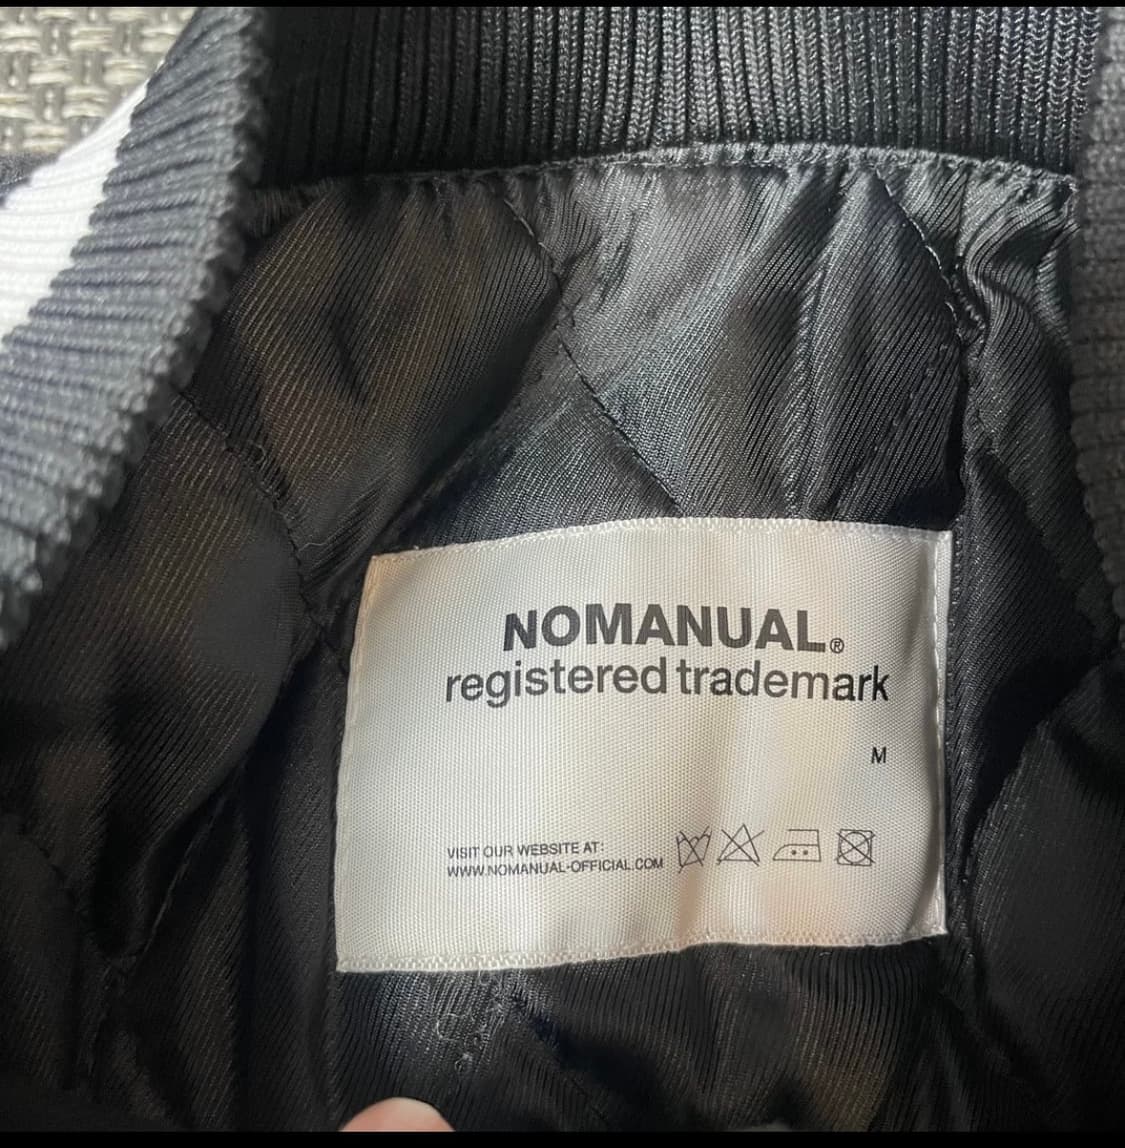 NOMANUAL®
registered trademark
M
VISIT OUR WEBSITE AT:
WWW.NOMANUAL-OFFICIAL.COM